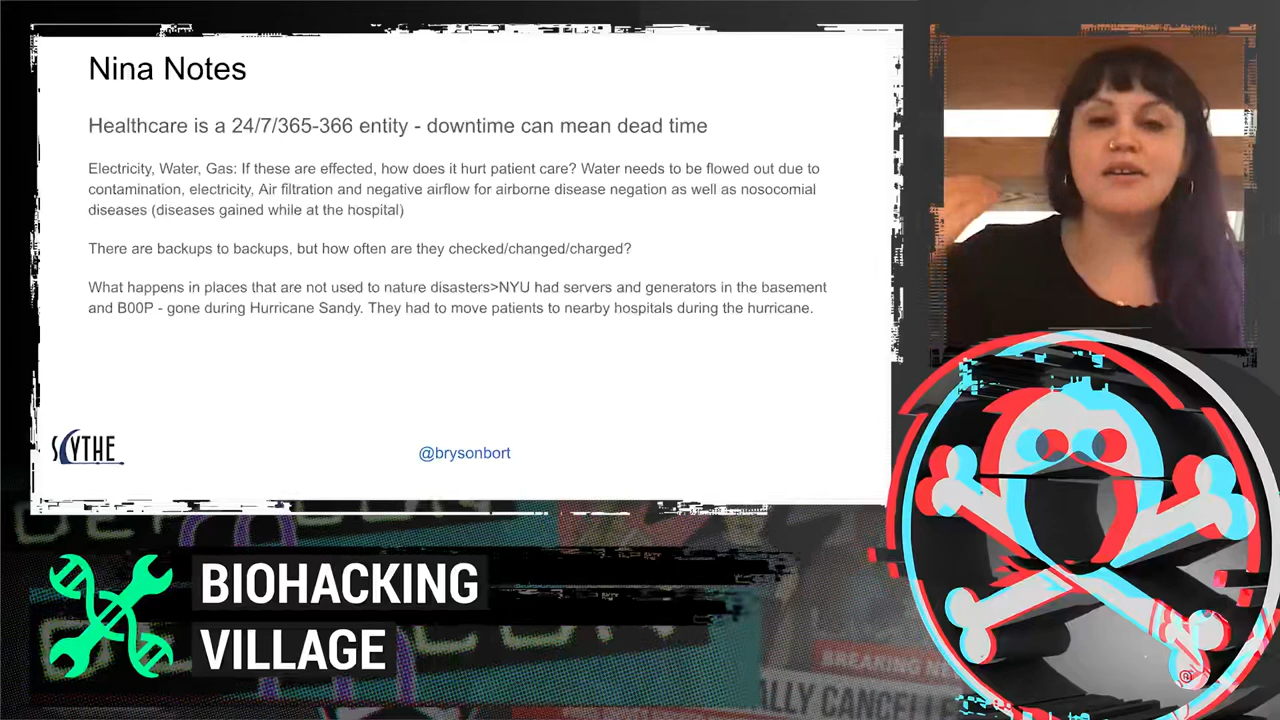 Nina Notes
Healthcare is a 24/7/365-366 entity - downtime can mean dead time
Electricity, Water, Gas: If these are effected, how does it hurt patient care? Water needs to be flowed out due to
contamination, electricity, Air filtration and negative airflow for airborne disease negation as well as nosocomial
diseases (diseases gained while at the hospital)
There are backups to backups, but how often are they checked/changed/charged?
What happens in places that are not used to nature disasters>NYU had servers and generators in the basement
and B00P - gone during Hurricane Sandy. They had to move patients to nearby hospitals during the hurricane.
SCYTHE
@brysonbort
BIOHACKING
VILLAGE
BREAKING
ALLY CANCELLE
®